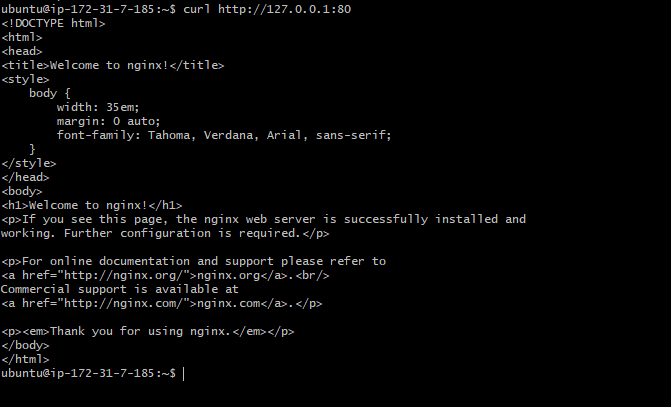 ubuntu@ip-172-31-7-185:~$ curl http://127.0.0.1:80
<!DOCTYPE html>
<html>
<head>
<title>Welcome to nginx!</title>
<style>
    body {
        width: 35em;
        margin: 0 auto;
        font-family: Tahoma, Verdana, Arial, sans-serif;
    }
</style>
</head>
<body>
<h1>Welcome to nginx!</h1>
<p>If you see this page, the nginx web server is successfully installed and
working. Further configuration is required.</p>

<p>For online documentation and support please refer to
<a href="http://nginx.org/">nginx.org</a>.<br/>
Commercial support is available at
<a href="http://nginx.com/">nginx.com</a>.</p>

<p><em>Thank you for using nginx.</em></p>
</body>
</html>
ubuntu@ip-172-31-7-185:~$